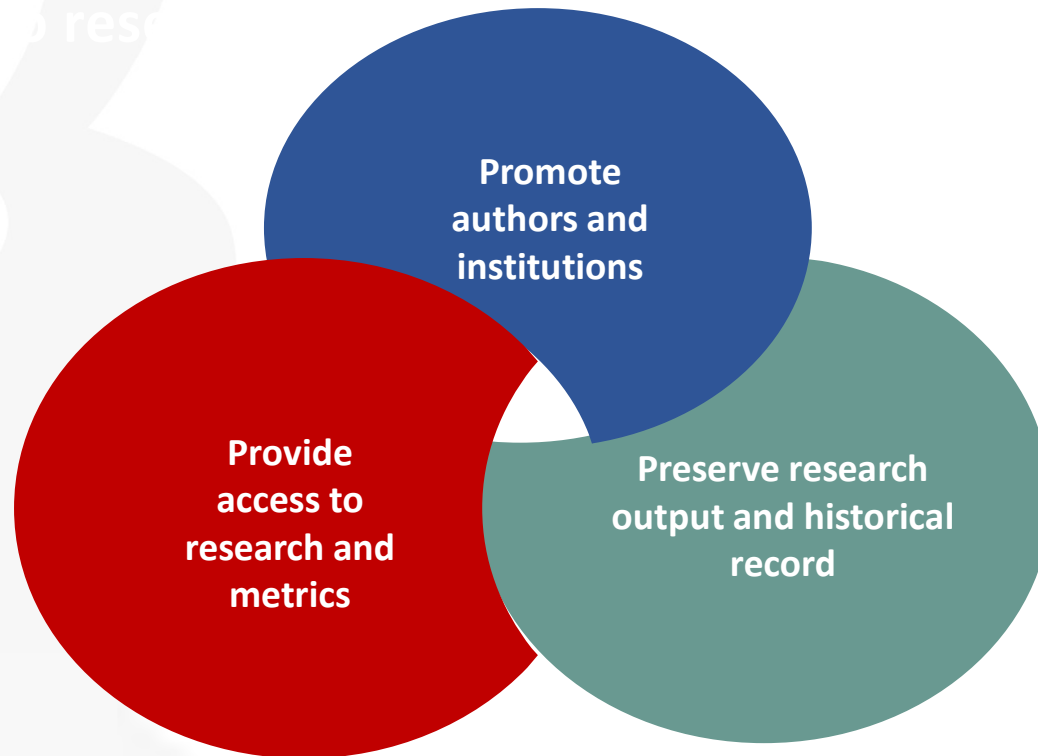 Promote
authors and
institutions
Provide
access to
research and
metrics
Preserve research
output and historical
record